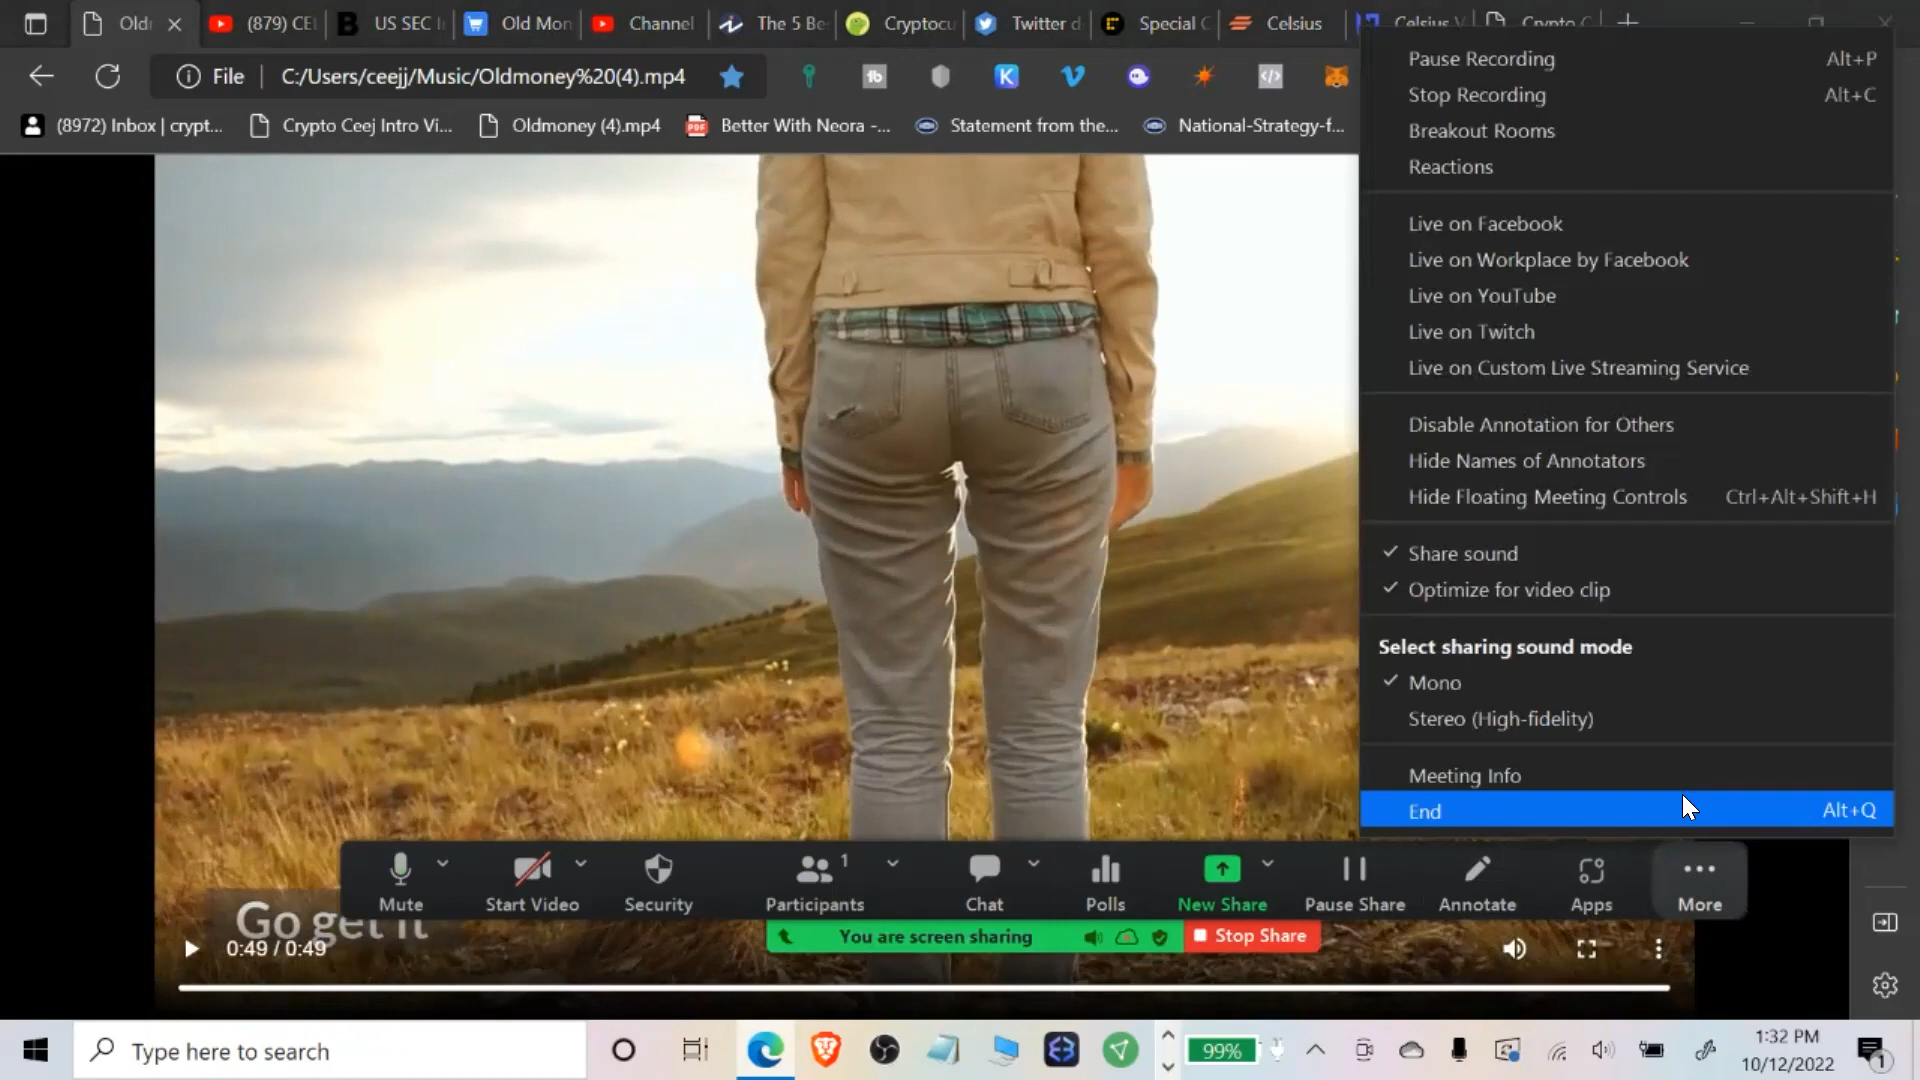 Oldr
(879) CEI
US SEC I
Old Mon
Channel
The 5 Be
Cryptocu
Twitter d
Special C
Celsius
Celsius V
Crypto C
File
C:/Users/ceejj/Music/Oldmoney%20(4).mp4
(8972) Inbox | crypt...
Crypto Ceej Intro Vi...
Oldmoney (4).mp4
Better With Neora -...
Statement from the...
National-Strategy-f...
Pause Recording Alt+P
Stop Recording Alt+C
Breakout Rooms
Reactions
Live on Facebook
Live on Workplace by Facebook
Live on YouTube
Live on Twitch
Live on Custom Live Streaming Service
Disable Annotation for Others
Hide Names of Annotators
Hide Floating Meeting Controls Ctrl+Alt+Shift+H
Share sound
Optimize for video clip
Select sharing sound mode
Mono
Stereo (High-fidelity)
Meeting Info
End Alt+Q
1
Mute
Start Video
Security
Participants
Chat
Polls
New Share
Pause Share
Annotate
Apps
More
Go get it
You are screen sharing
Stop Share
0:49 / 0:49
Type here to search
99%
1:32 PM
10/12/2022
1